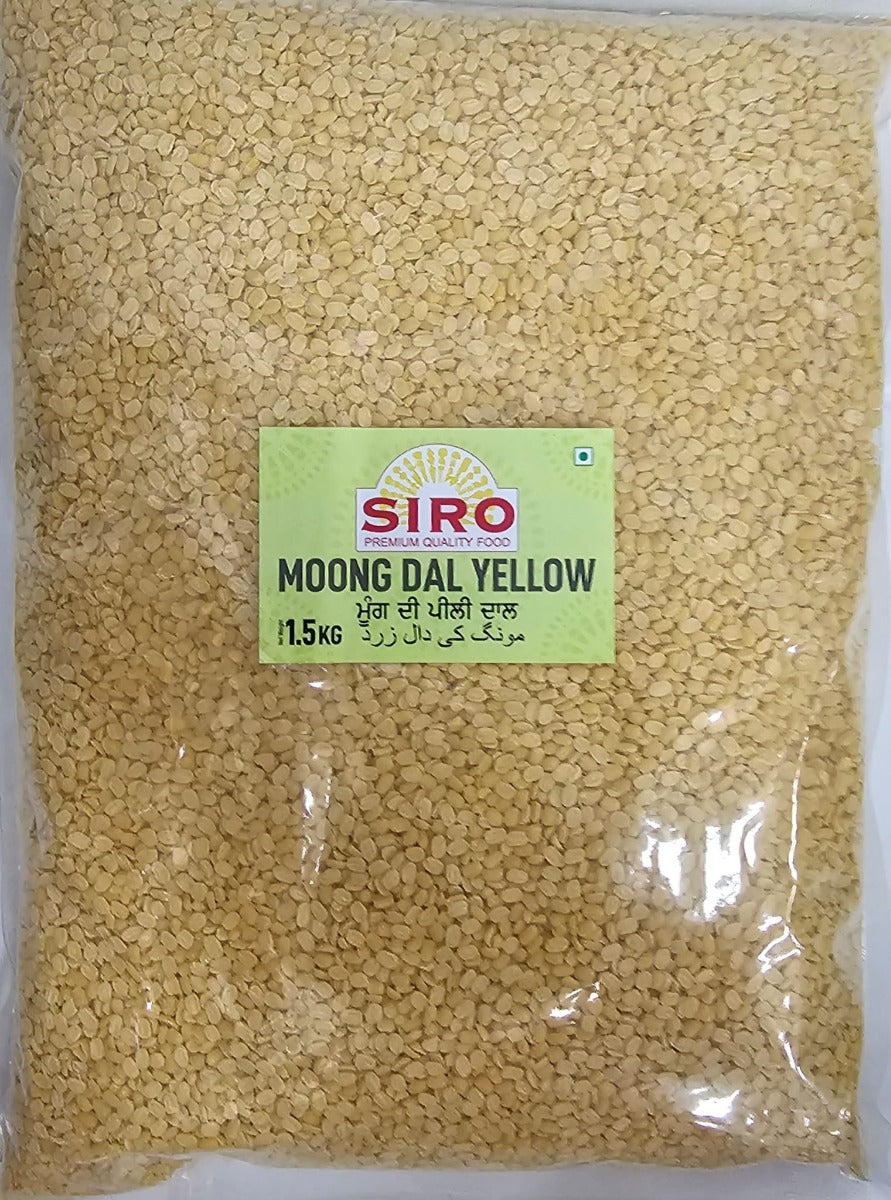 SIRO
PREMIUM QUALITY FOOD
MOONG DAL YELLOW
ਮੂੰਗ ਦੀ ਪੀਲੀ ਦਾਲ
1.5KG مونگ کی دال زرد